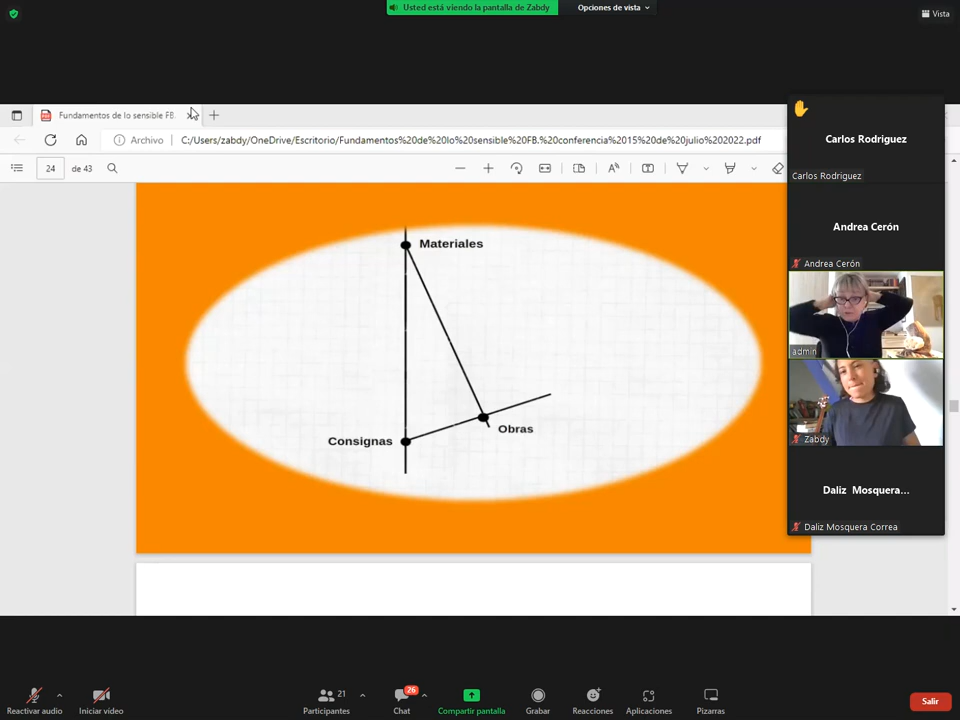 Usted está viendo la pantalla de Zabdy
Opciones de vista
Vista
Fundamentos de lo sensible FB.
Archivo
C:/Users/zabdy/OneDrive/Escritorio/Fundamentos%20de%20lo%20sensible%20FB.%20conferencia%2015%20de%20julio%202022.pdf
24 de 43
Materiales
Consignas
Obras
Carlos Rodriguez
Carlos Rodriguez
Andrea Cerón
Andrea Cerón
admin
Zabdy
Daliz Mosquera...
Daliz Mosquera Correa
Reactivar audio
Iniciar video
21
Participantes
26
Chat
Compartir pantalla
Grabar
Reacciones
Aplicaciones
Pizarras
Salir